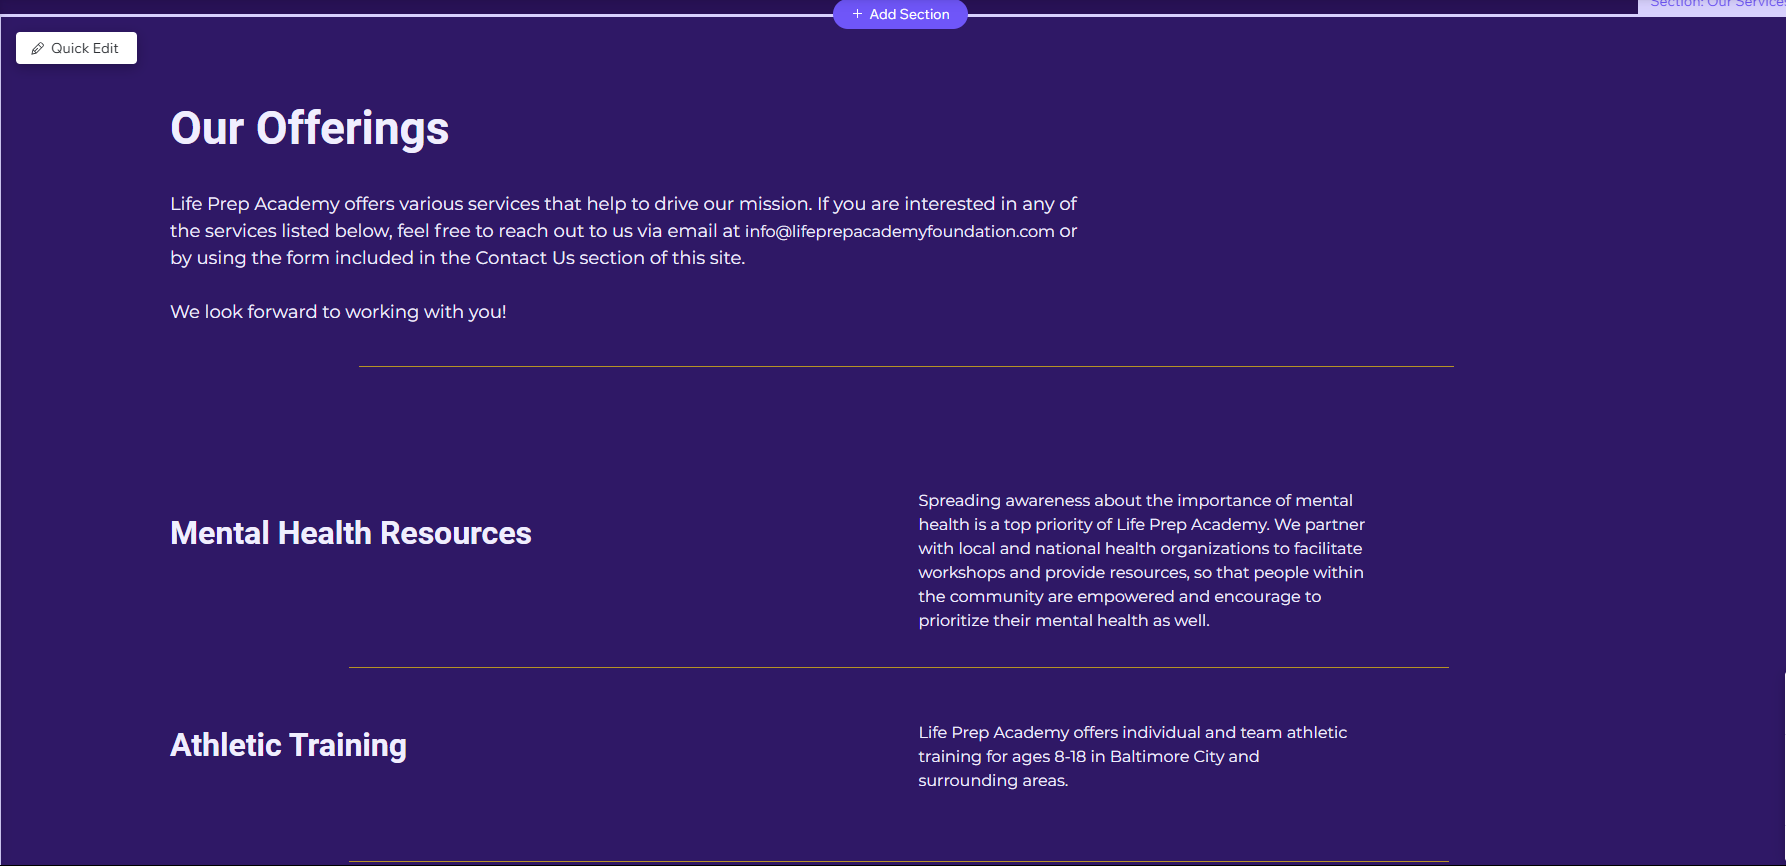 + Add Section
Section: Our Services
Quick Edit
Our Offerings
Life Prep Academy offers various services that help to drive our mission. If you are interested in any of
the services listed below, feel free to reach out to us via email at info@lifeprepacademyfoundation.com or
by using the form included in the Contact Us section of this site.
We look forward to working with you!
Mental Health Resources
Spreading awareness about the importance of mental
health is a top priority of Life Prep Academy. We partner
with local and national health organizations to facilitate
workshops and provide resources, so that people within
the community are empowered and encourage to
prioritize their mental health as well.
Athletic Training
Life Prep Academy offers individual and team athletic
training for ages 8-18 in Baltimore City and
surrounding areas.